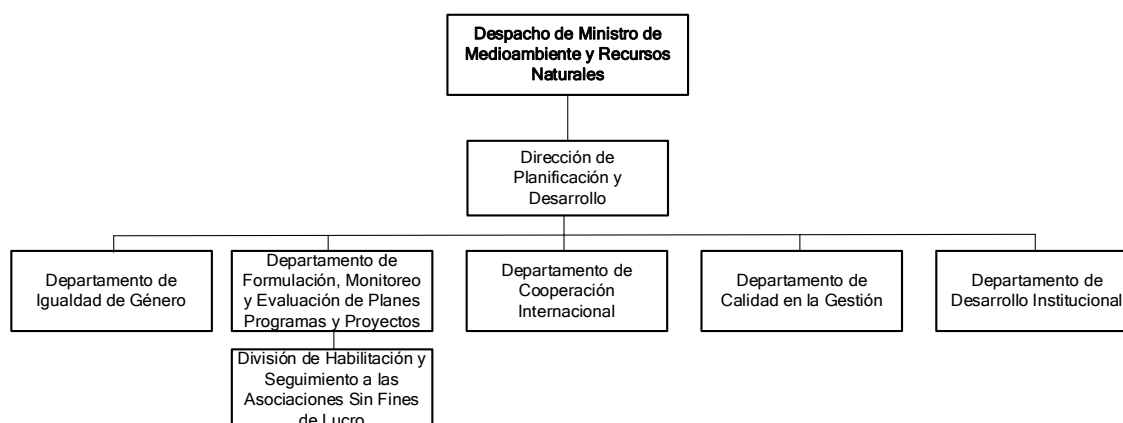 Despacho de Ministro de
Medioambiente y Recursos
Naturales
Dirección de
Planificación y
Desarrollo
Departamento de
Igualdad de Género
Departamento de
Formulación, Monitoreo
y Evaluación de Planes
Programas y Proyectos
Departamento de
Cooperación
Internacional
Departamento de
Calidad en la Gestión
Departamento de
Desarrollo Institucional
División de Habilitación y
Seguimiento a las
Asociaciones Sin Fines
de Lucro